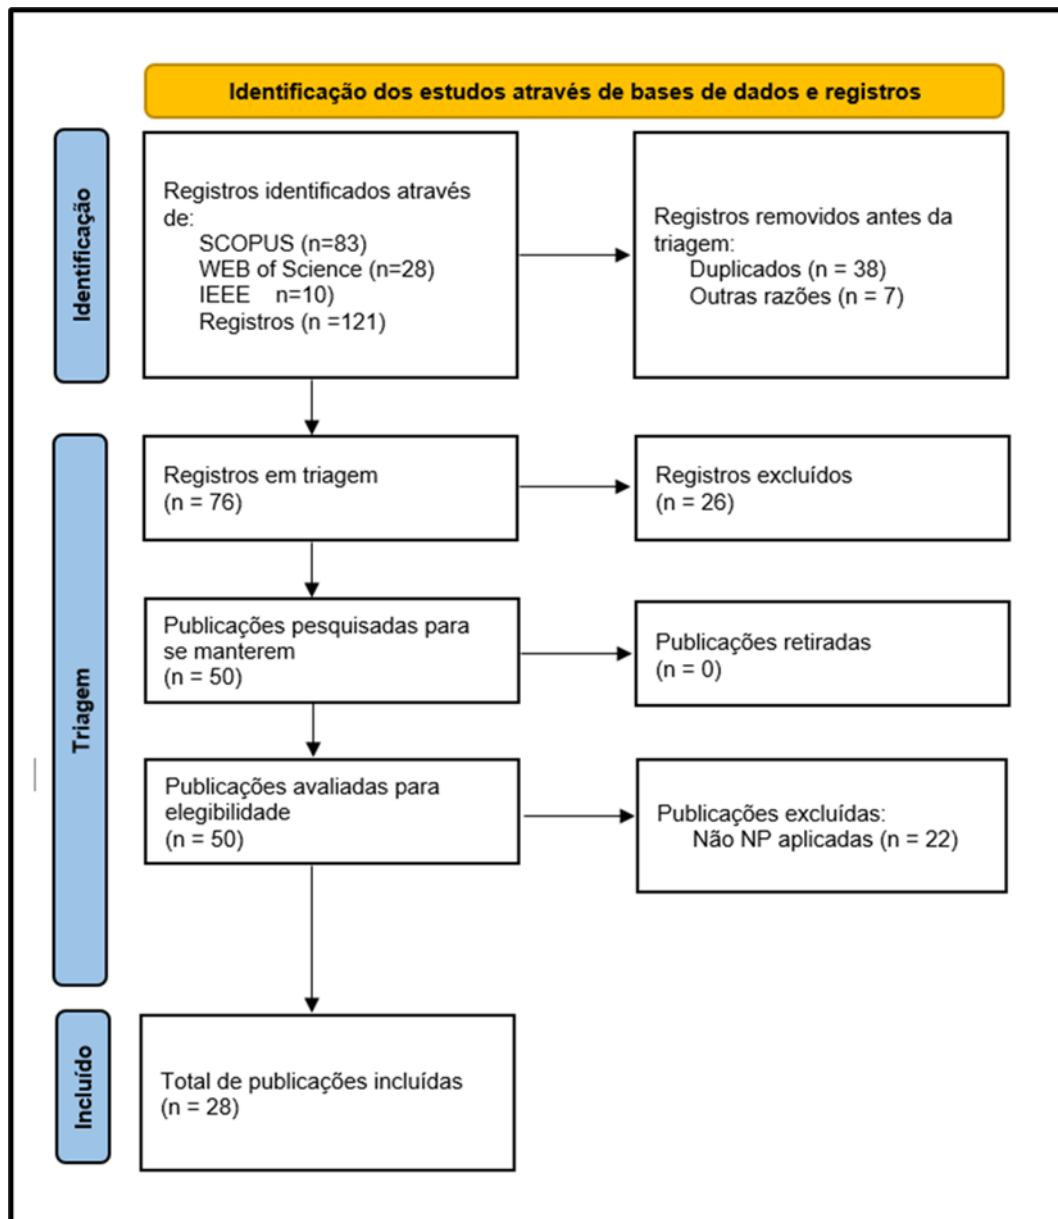 Identificação dos estudos através de bases de dados e registros
Identificação
Registros identificados através
de:
SCOPUS (n=83)
WEB of Science (n=28)
IEEE n=10)
Registros (n =121)
Registros removidos antes da
triagem:
Duplicados (n = 38)
Outras razões (n = 7)
Triagem
Registros em triagem
(n = 76)
Registros excluídos
(n = 26)
Publicações pesquisadas para
se manterem
(n = 50)
Publicações retiradas
(n = 0)
Publicações avaliadas para
elegibilidade
(n = 50)
Publicações excluídas:
Não NP aplicadas (n = 22)
Incluído
Total de publicações incluídas
(n = 28)